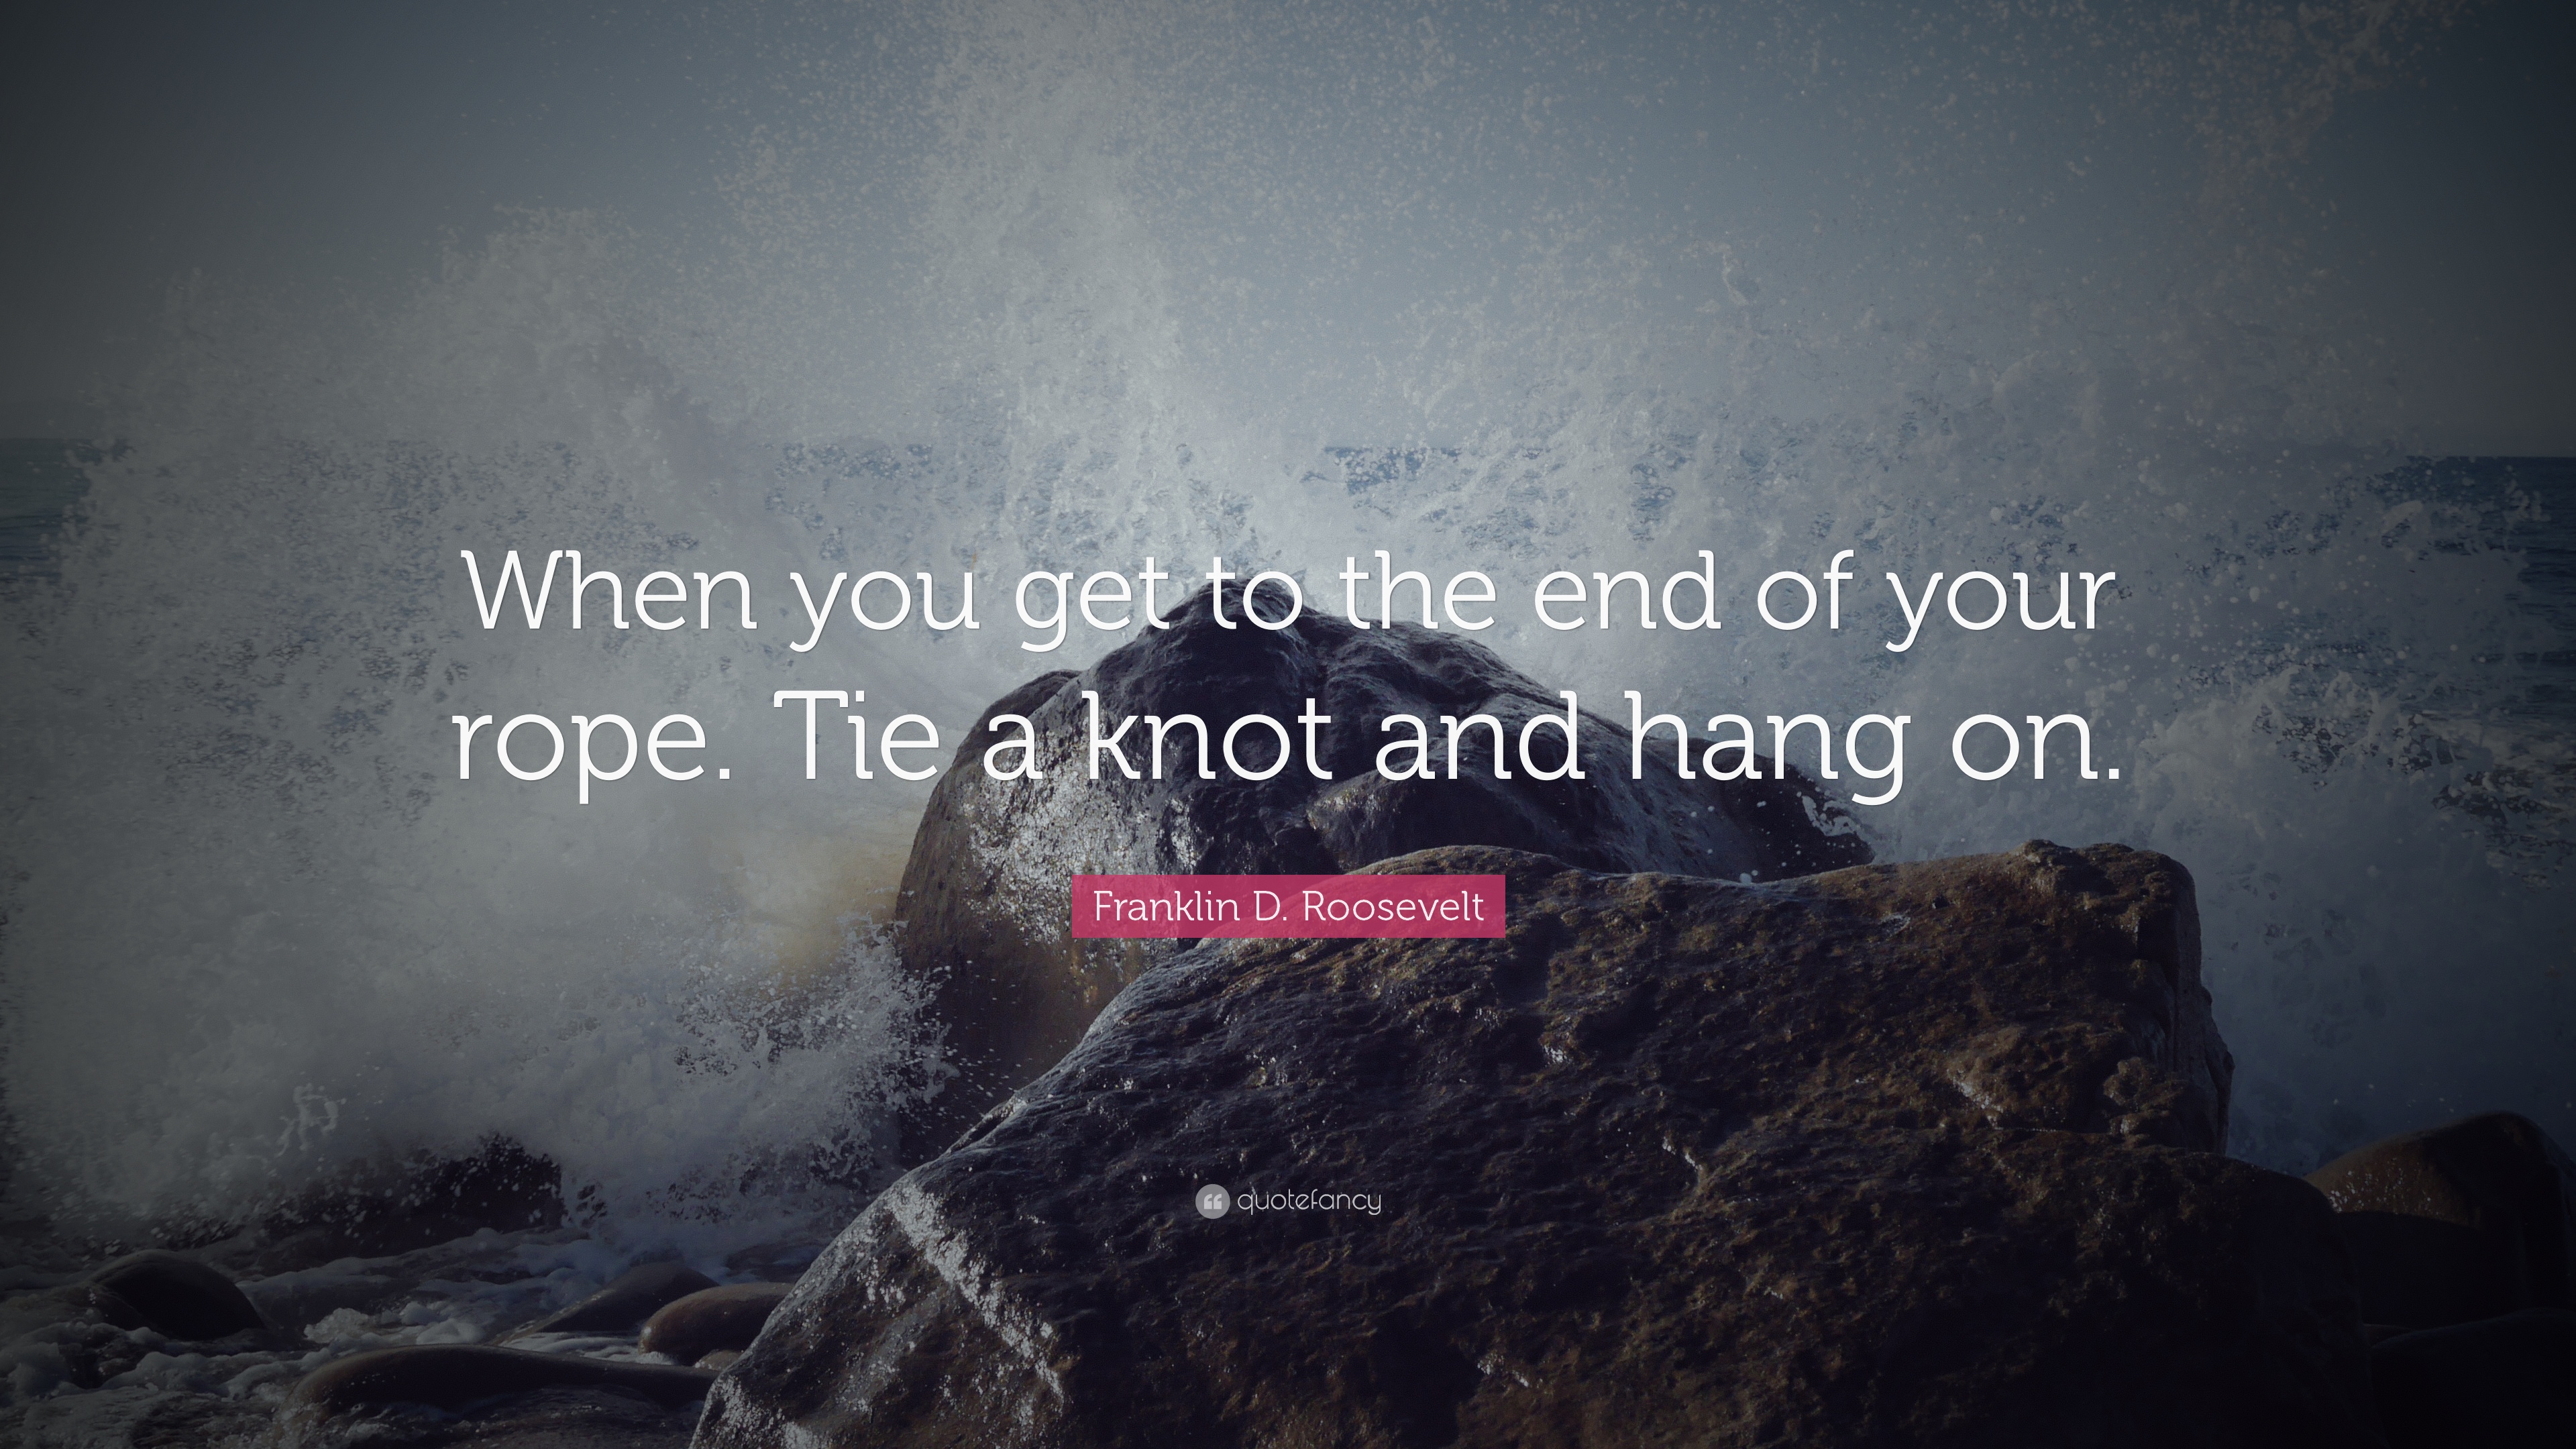 When you get to the end of your
rope. Tie a knot and hang on.
Franklin D. Roosevelt
quotefancy